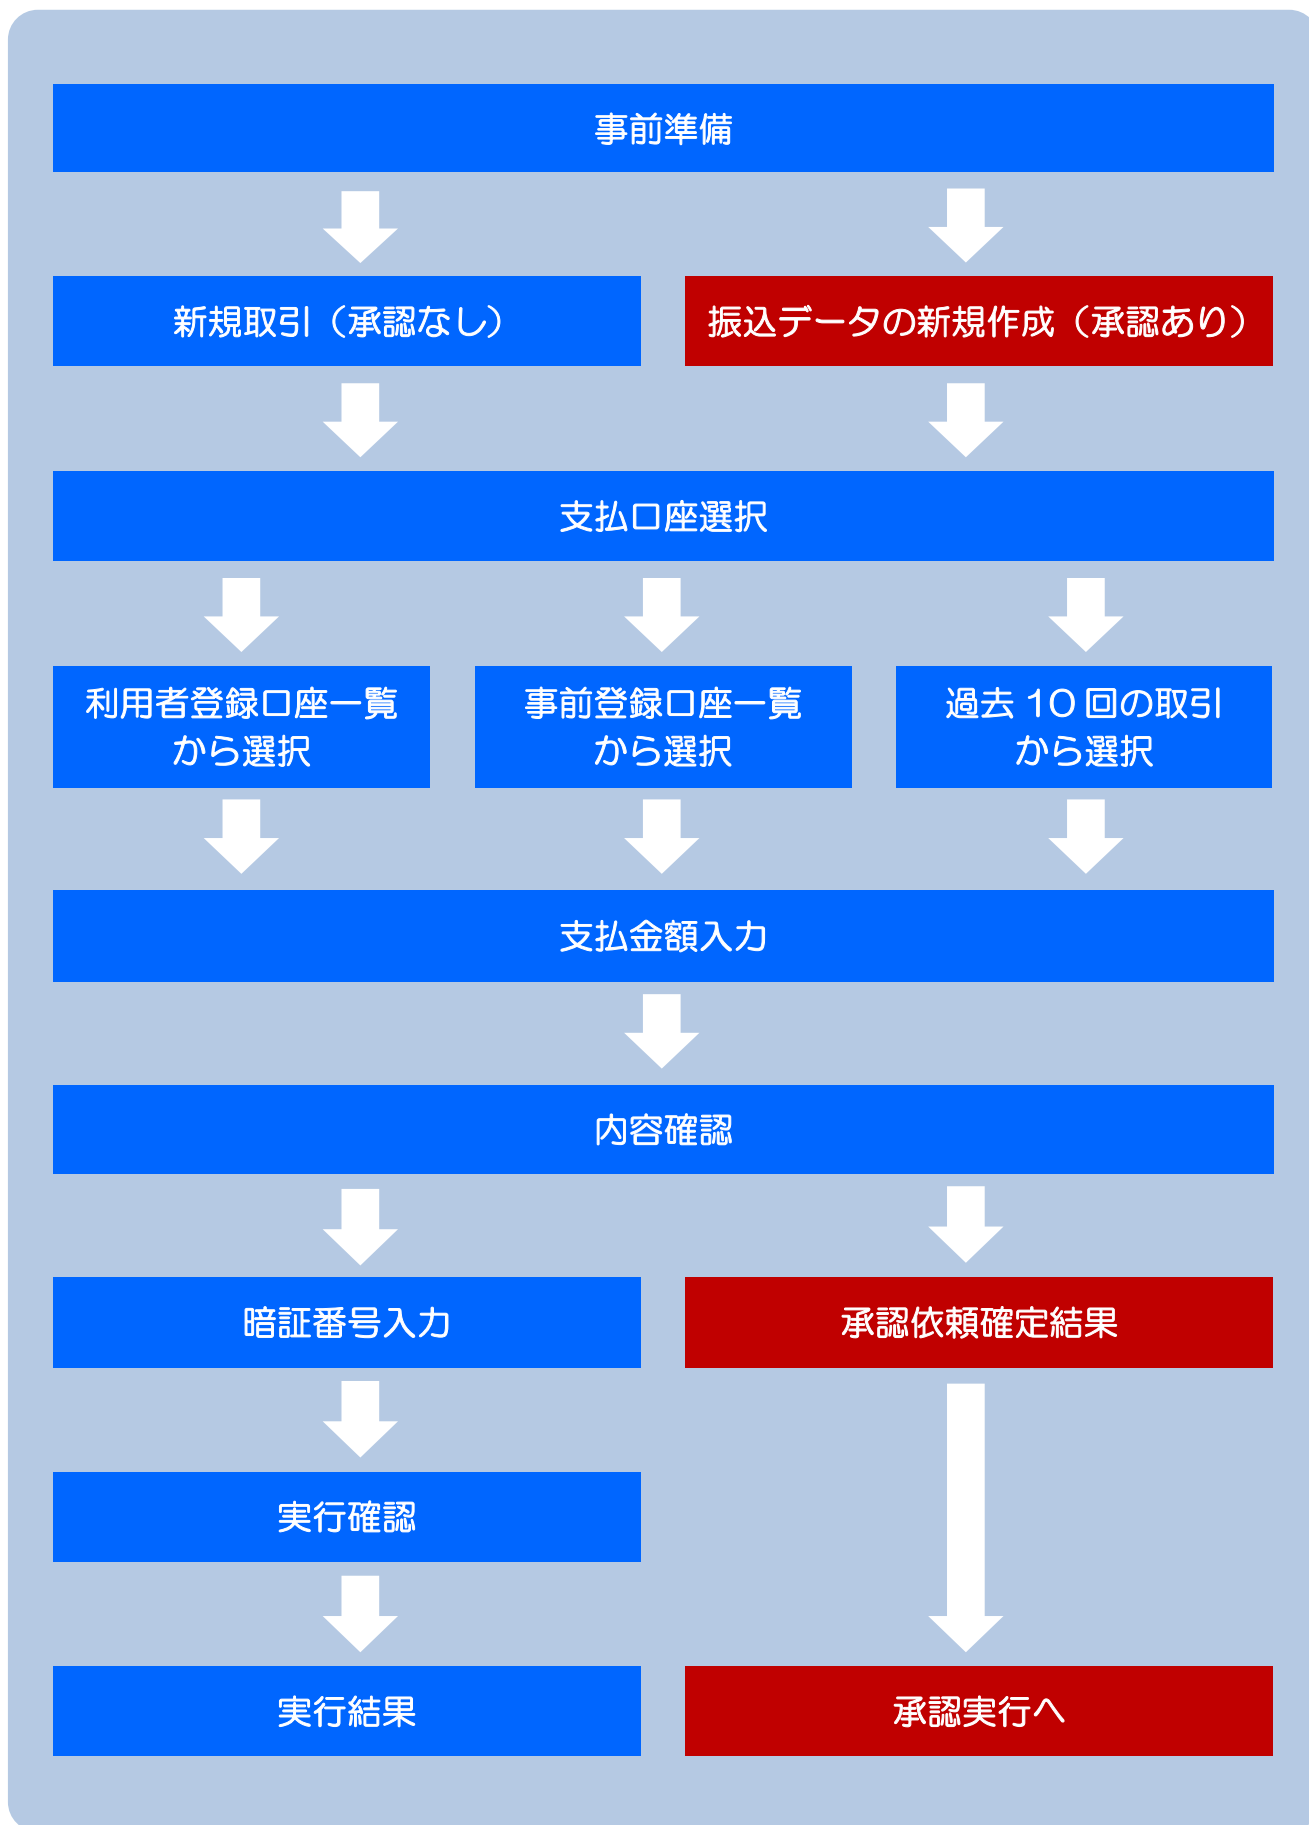 事前準備
新規取引（承認なし）
振込データの新規作成（承認あり）
支払口座選択
利用者登録口座一覧
から選択
事前登録口座一覧
から選択
過去10回の取引
から選択
支払金額入力
内容確認
暗証番号入力
承認依頼確定結果
実行確認
実行結果
承認実行へ